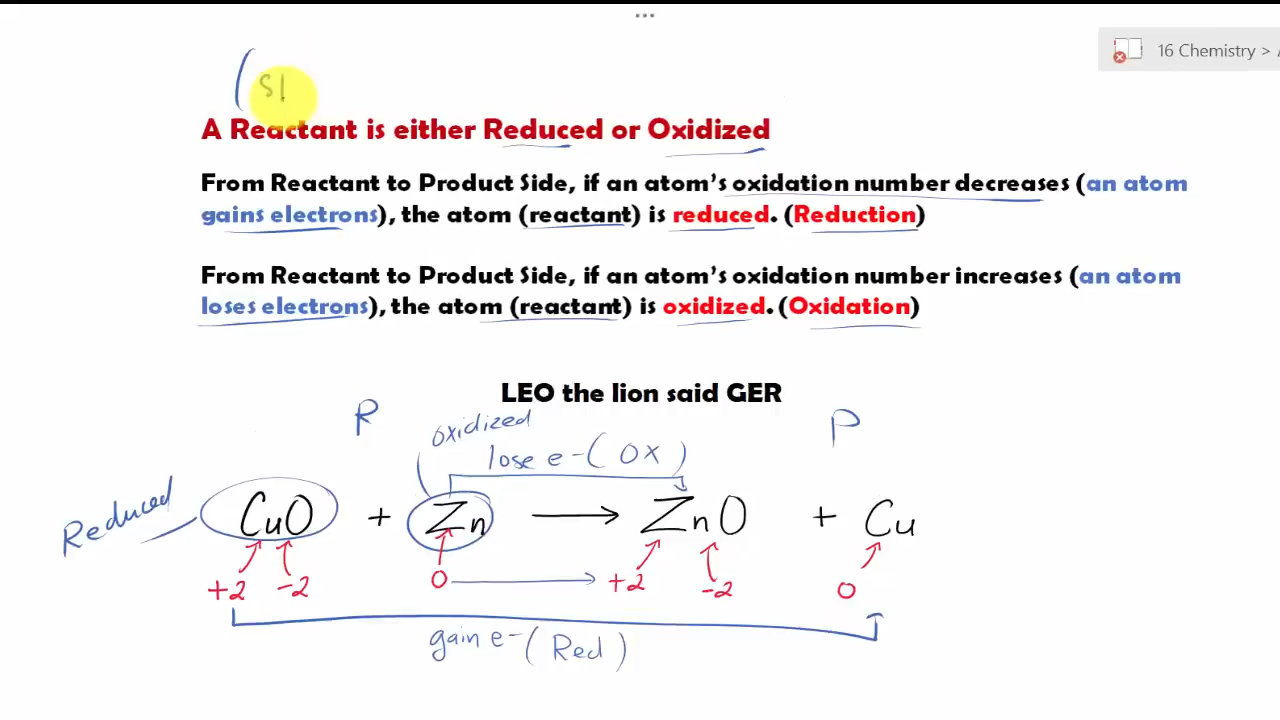 •••
16 Chemistry >
(
A Reactant is either Reduced or Oxidized
From Reactant to Product Side, if an atom's oxidation number decreases (an atom
gains electrons), the atom (reactant) is reduced. (Reduction)
From Reactant to Product Side, if an atom's oxidation number increases (an atom
loses electrons), the atom (reactant) is oxidized. (Oxidation)
LEO the lion said GER
R P
oxidized
lose e- (OX)
Reduced
CuO + Zn → ZnO + Cu
+2 -2 0 +2 -2 0
gain e- (Red)